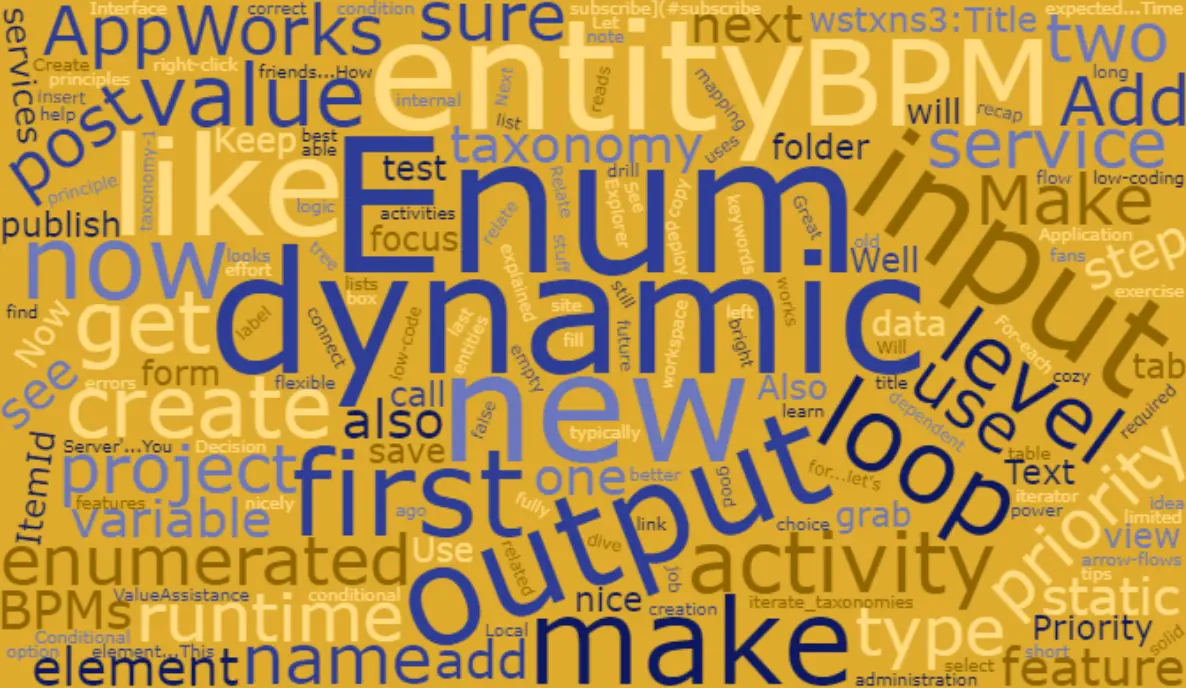 Interface
correct
condition
subscribe](#subscribe
expected...Time
services
AppWorks
sure
Let
note
next
wstxns3:Title
two
Create
principles
right-click
friends...How
entity
BPM
long
insert
help
post
value
internal
Next
reads
mapping
list
will
recap
Add
like
Keep
best
able
taxonomy
uses
folder
service
taxonomy-1
test
Enum
drill
input
flow
low-coding
principle
logic
activities
Relate
See
Explorer
copy
deploy
keywords
Great
Make
publish
focus
relate
stuff
old
Well
Application
fans
step
now
looks
effort
tree
explained
still
works
exercise
find
lists
box
dynamic
site
left
data
For-each
Now
get
label
connect
low-code
last
entities
fill
future
workspace
bright
Will
level
tab
see
form
errors
flexible
empty
title
cozy
create
call
new
Also
learn
use
dependent
required
also
false
typically
loop
Server'...You
Decision
save
table
ItemId
project
first
one
better
good
for...let's
Text
iterator
power
priority
features
nicely
variable
ago
fully
output
link
choice
grab
idea
limited
view
enumerated
Use
related
dive
activity
arrow-flows
tips
job
BPMs
ValueAssistance
conditional
runtime
nice
creation
iterate_taxonomies
static
Conditional
option
element...This
Local
make
type
Priority
short
solid
element
name
add
select
administration
feature